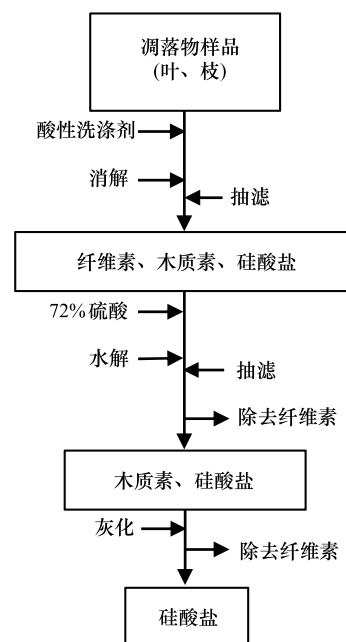 凋落物样品
(叶、枝)
酸性洗涤剂
消解
抽滤
纤维素、木质素、硅酸盐
72%硫酸
水解
抽滤
除去纤维素
木质素、硅酸盐
灰化
除去纤维素
硅酸盐